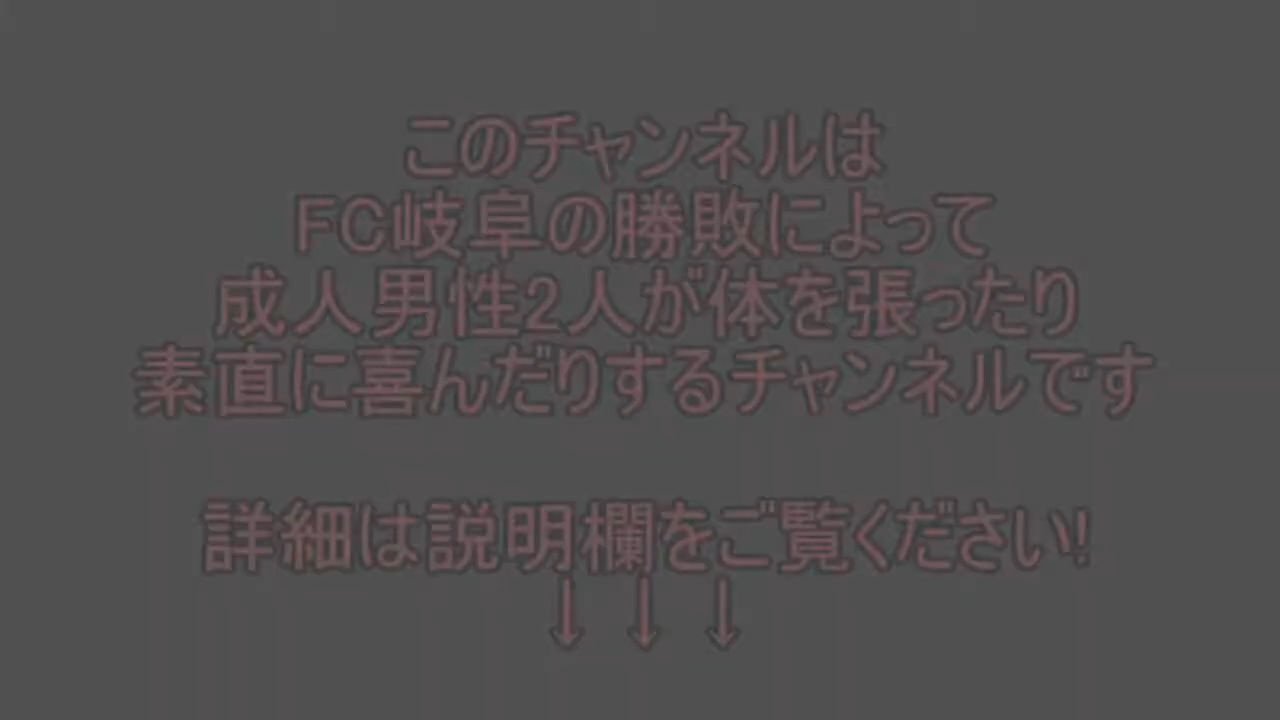 このチャンネルは
FC岐阜の勝敗によって
成人男性2人が体を張ったり
素直に喜んだりするチャンネルです
詳細は説明欄をご覧ください!
↓ ↓ ↓